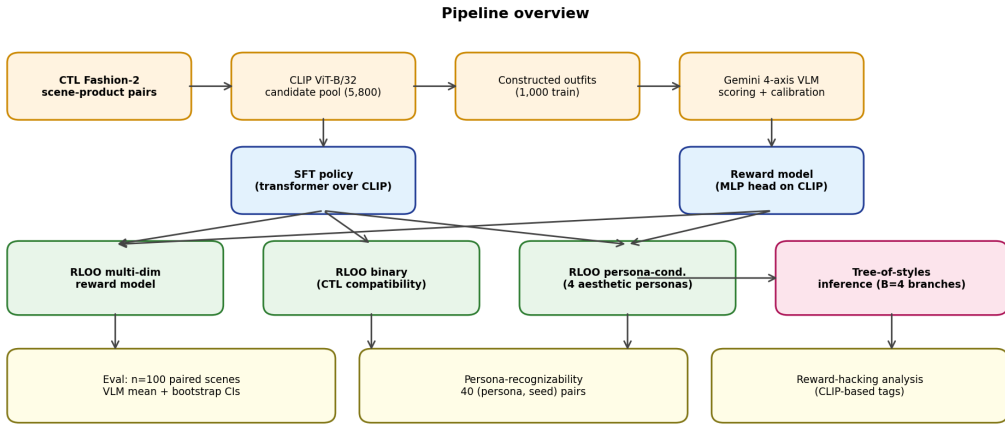 Pipeline overview
CTL Fashion-2
scene-product pairs
CLIP ViT-B/32
candidate pool (5,800)
Constructed outfits
(1,000 train)
Gemini 4-axis VLM
scoring + calibration
SFT policy
(transformer over CLIP)
Reward model
(MLP head on CLIP)
RLOO multi-dim
reward model
RLOO binary
(CTL compatibility)
RLOO persona-cond.
(4 aesthetic personas)
Tree-of-styles
inference (B=4 branches)
Eval: n=100 paired scenes
VLM mean + bootstrap CIs
Persona-recognizability
40 (persona, seed) pairs
Reward-hacking analysis
(CLIP-based tags)